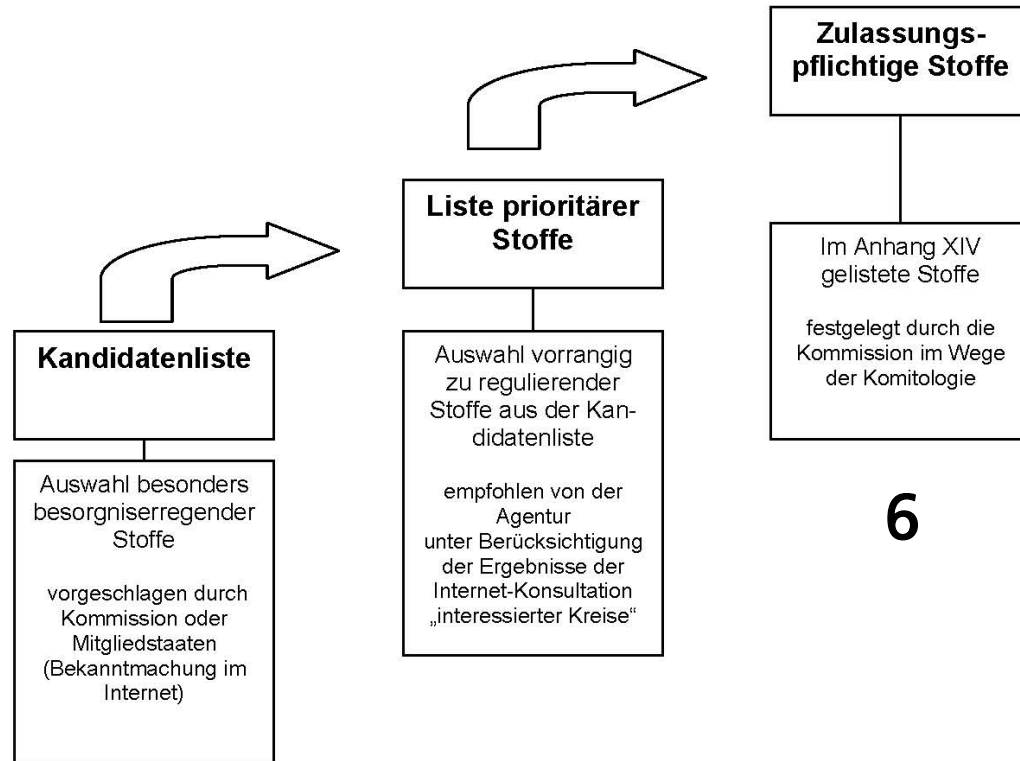 Kandidatenliste
Auswahl besonders
besorgniserregender
Stoffe
vorgeschlagen durch
Kommission oder
Mitgliedstaaten
(Bekanntmachung im
Internet)
Liste prioritärer
Stoffe
Auswahl vorrangig
zu regulierender
Stoffe aus der Kan-
didatenliste
empfohlen von der
Agentur
unter Berücksichtigung
der Ergebnisse der
Internet-Konsultation
„interessierter Kreise“
Zulassungs-
pflichtige Stoffe
Im Anhang XIV
gelistete Stoffe
festgelegt durch die
Kommission im Wege
der Komitologie
6